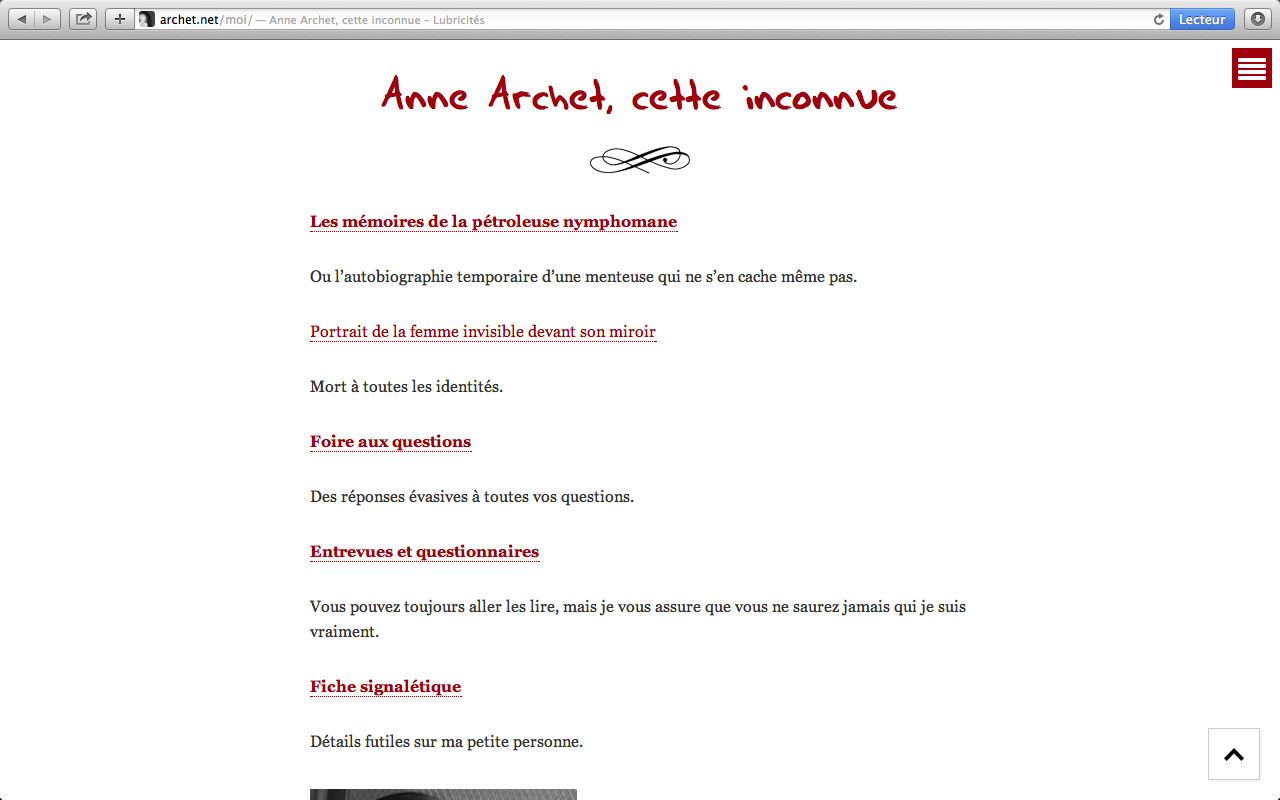 archet.net/moi/ — Anne Archet, cette inconnue – Lubricités
Lecteur
Anne Archet, cette inconnue
Les mémoires de la pétroleuse nymphomane
Ou l’autobiographie temporaire d’une menteuse qui ne s’en cache même pas.
Portrait de la femme invisible devant son miroir
Mort à toutes les identités.
Foire aux questions
Des réponses évasives à toutes vos questions.
Entrevues et questionnaires
Vous pouvez toujours aller les lire, mais je vous assure que vous ne saurez jamais qui je suis
vraiment.
Fiche signalétique
Détails futiles sur ma petite personne.